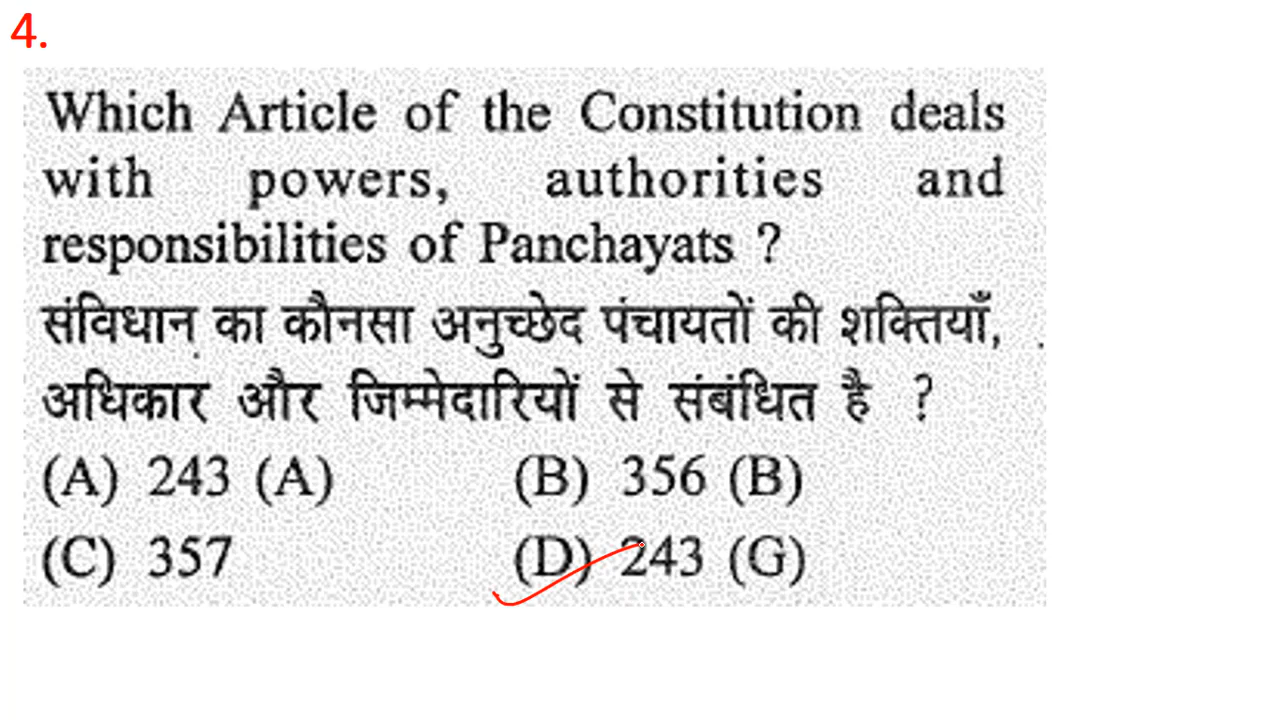 4.
Which Article of the Constitution deals
with powers, authorities and
responsibilities of Panchayats ?
संविधान का कौनसा अनुच्छेद पंचायतों की शक्तियाँ,
अधिकार और जिम्मेदारियों से संबंधित है ?
(A) 243 (A) (B) 356 (B)
(C) 357 (D) 243 (G)